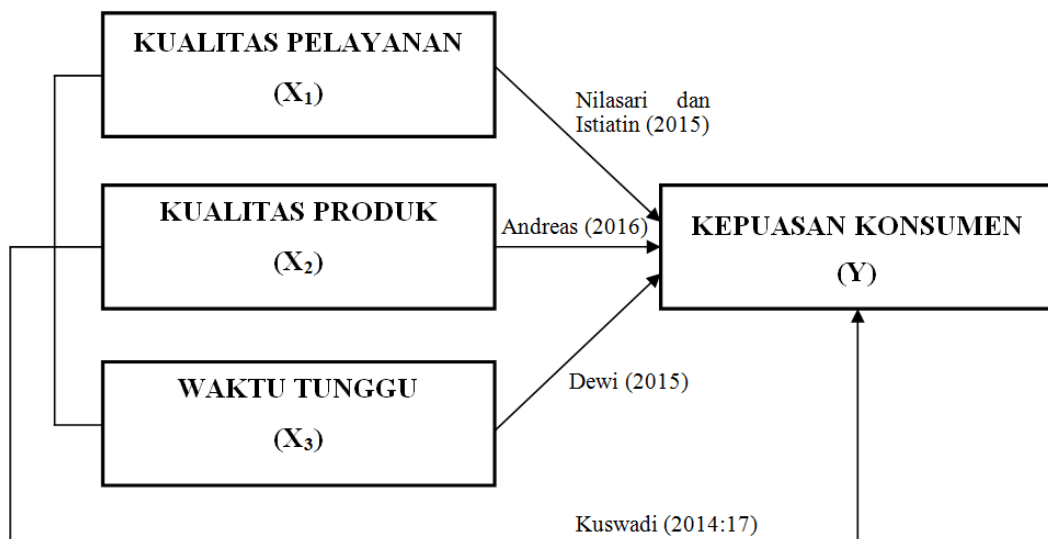 KUALITAS PELAYANAN
(X₁)
Nilasari dan
Istiatin (2015)
KUALITAS PRODUK
(X₂)
Andreas (2016)
KEPUASAN KONSUMEN
(Y)
WAKTU TUNGGU
(X₃)
Dewi (2015)
Kuswadi (2014:17)